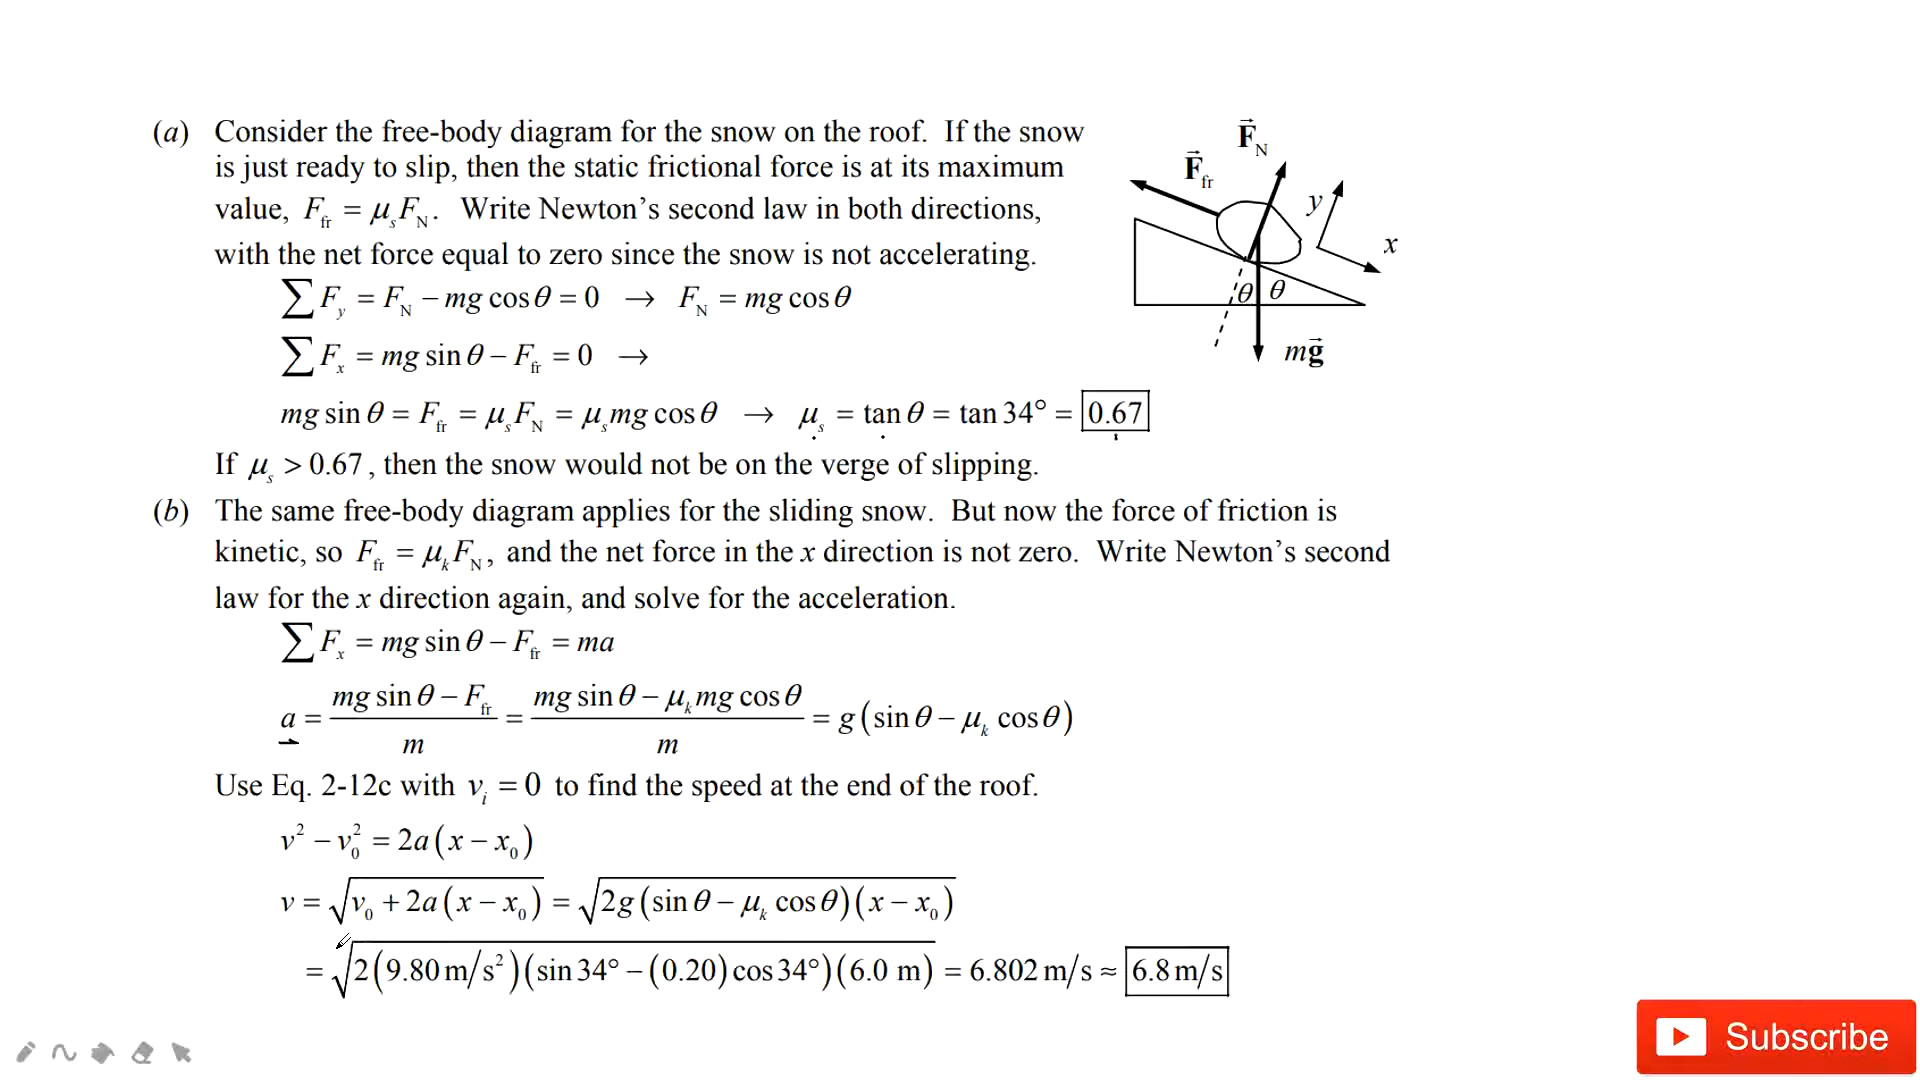 (a) Consider the free-body diagram for the snow on the roof. If the snow
is just ready to slip, then the static frictional force is at its maximum
value, F_fr = μ_s F_N. Write Newton's second law in both directions,
with the net force equal to zero since the snow is not accelerating.
∑ F_y = F_N − mg cos θ = 0 → F_N = mg cos θ
∑ F_x = mg sin θ − F_fr = 0 →
mg sin θ = F_fr = μ_s F_N = μ_s mg cos θ → μ_s = tan θ = tan 34° = 0.67
If μ_s > 0.67, then the snow would not be on the verge of slipping.
F⃗_N
F⃗_fr
y
x
θ θ
mg⃗
(b) The same free-body diagram applies for the sliding snow. But now the force of friction is
kinetic, so F_fr = μ_k F_N, and the net force in the x direction is not zero. Write Newton's second
law for the x direction again, and solve for the acceleration.
∑ F_x = mg sin θ − F_fr = ma
a = (mg sin θ − F_fr)/m = (mg sin θ − μ_k mg cos θ)/m = g(sin θ − μ_k cos θ)
Use Eq. 2-12c with v_i = 0 to find the speed at the end of the roof.
v² − v_0² = 2a(x − x_0)
v = √(v_0 + 2a(x − x_0)) = √(2g(sin θ − μ_k cos θ)(x − x_0))
= √(2(9.80 m/s²)(sin 34° − (0.20) cos 34°)(6.0 m)) = 6.802 m/s ≈ 6.8 m/s
Subscribe